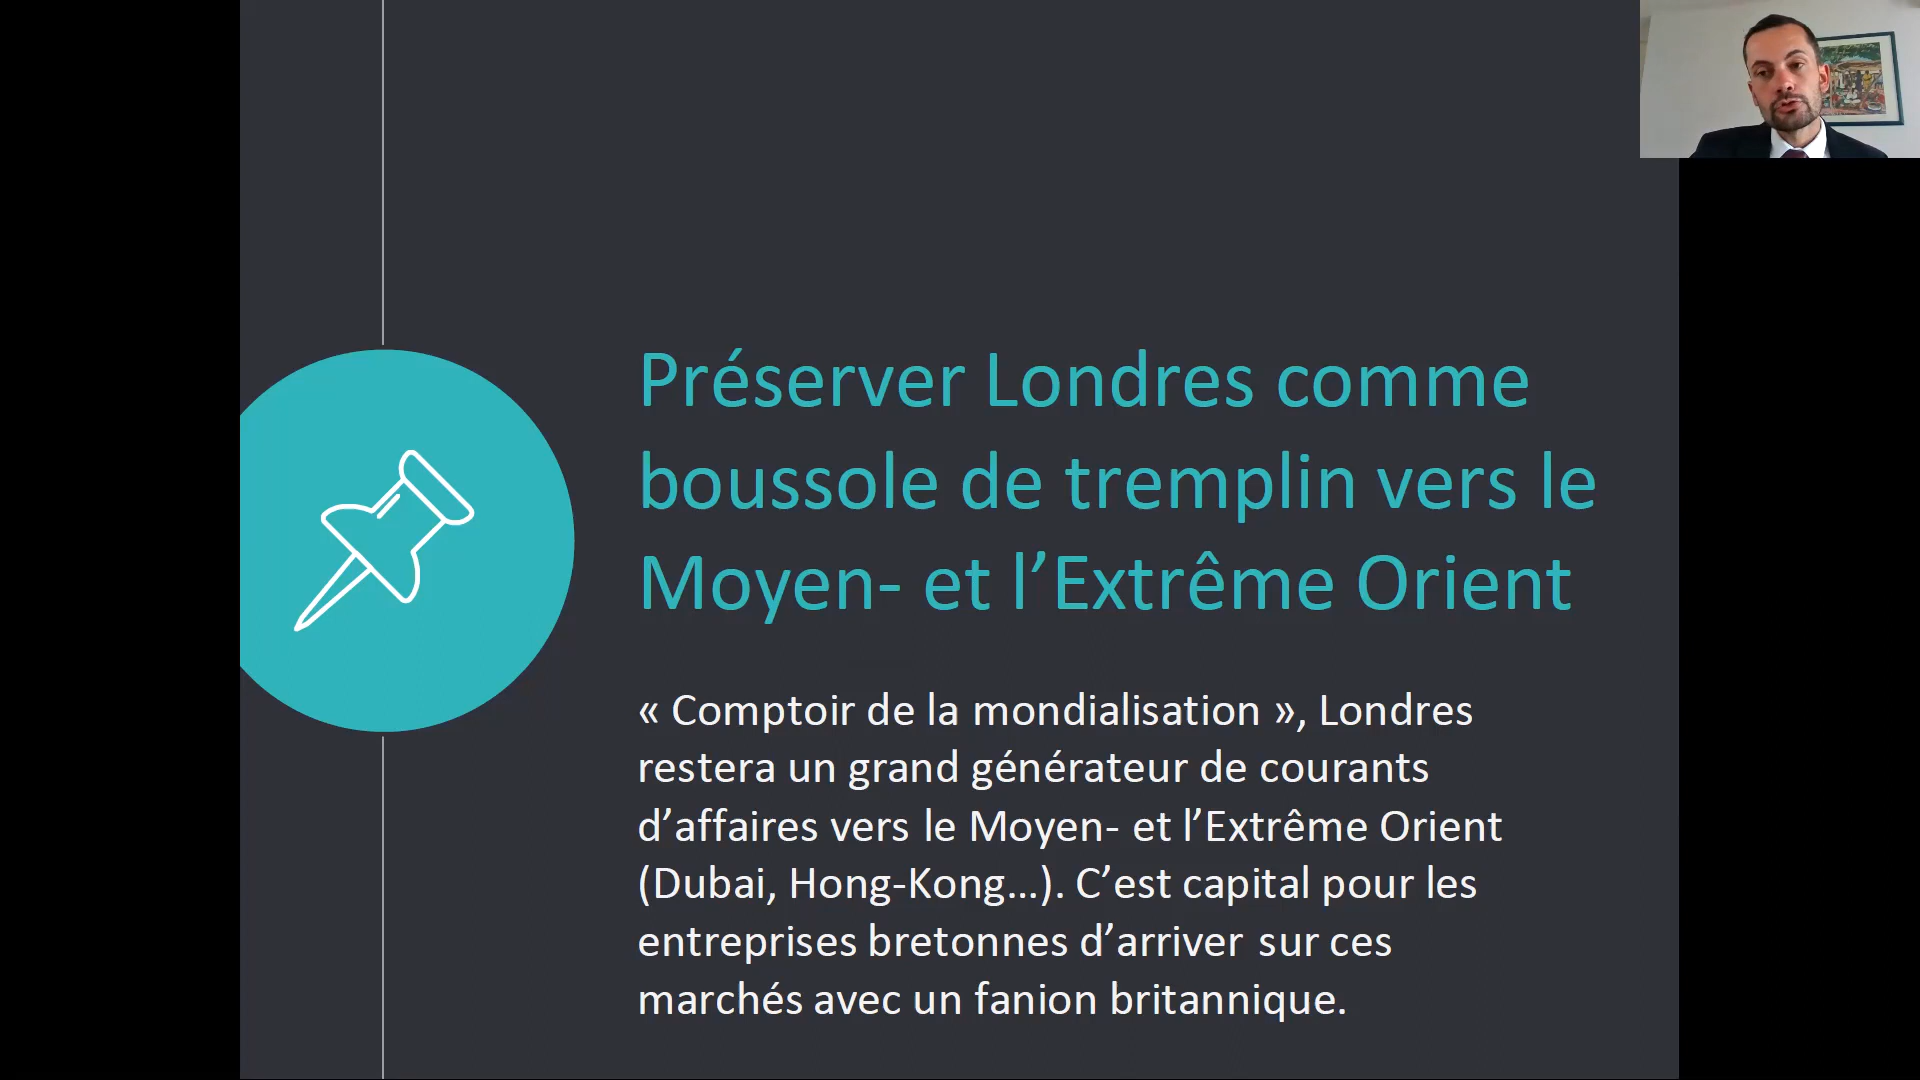 Préserver Londres comme
boussole de tremplin vers le
Moyen- et l’Extrême Orient
« Comptoir de la mondialisation », Londres
restera un grand générateur de courants
d’affaires vers le Moyen- et l’Extrême Orient
(Dubai, Hong-Kong…). C’est capital pour les
entreprises bretonnes d’arriver sur ces
marchés avec un fanion britannique.